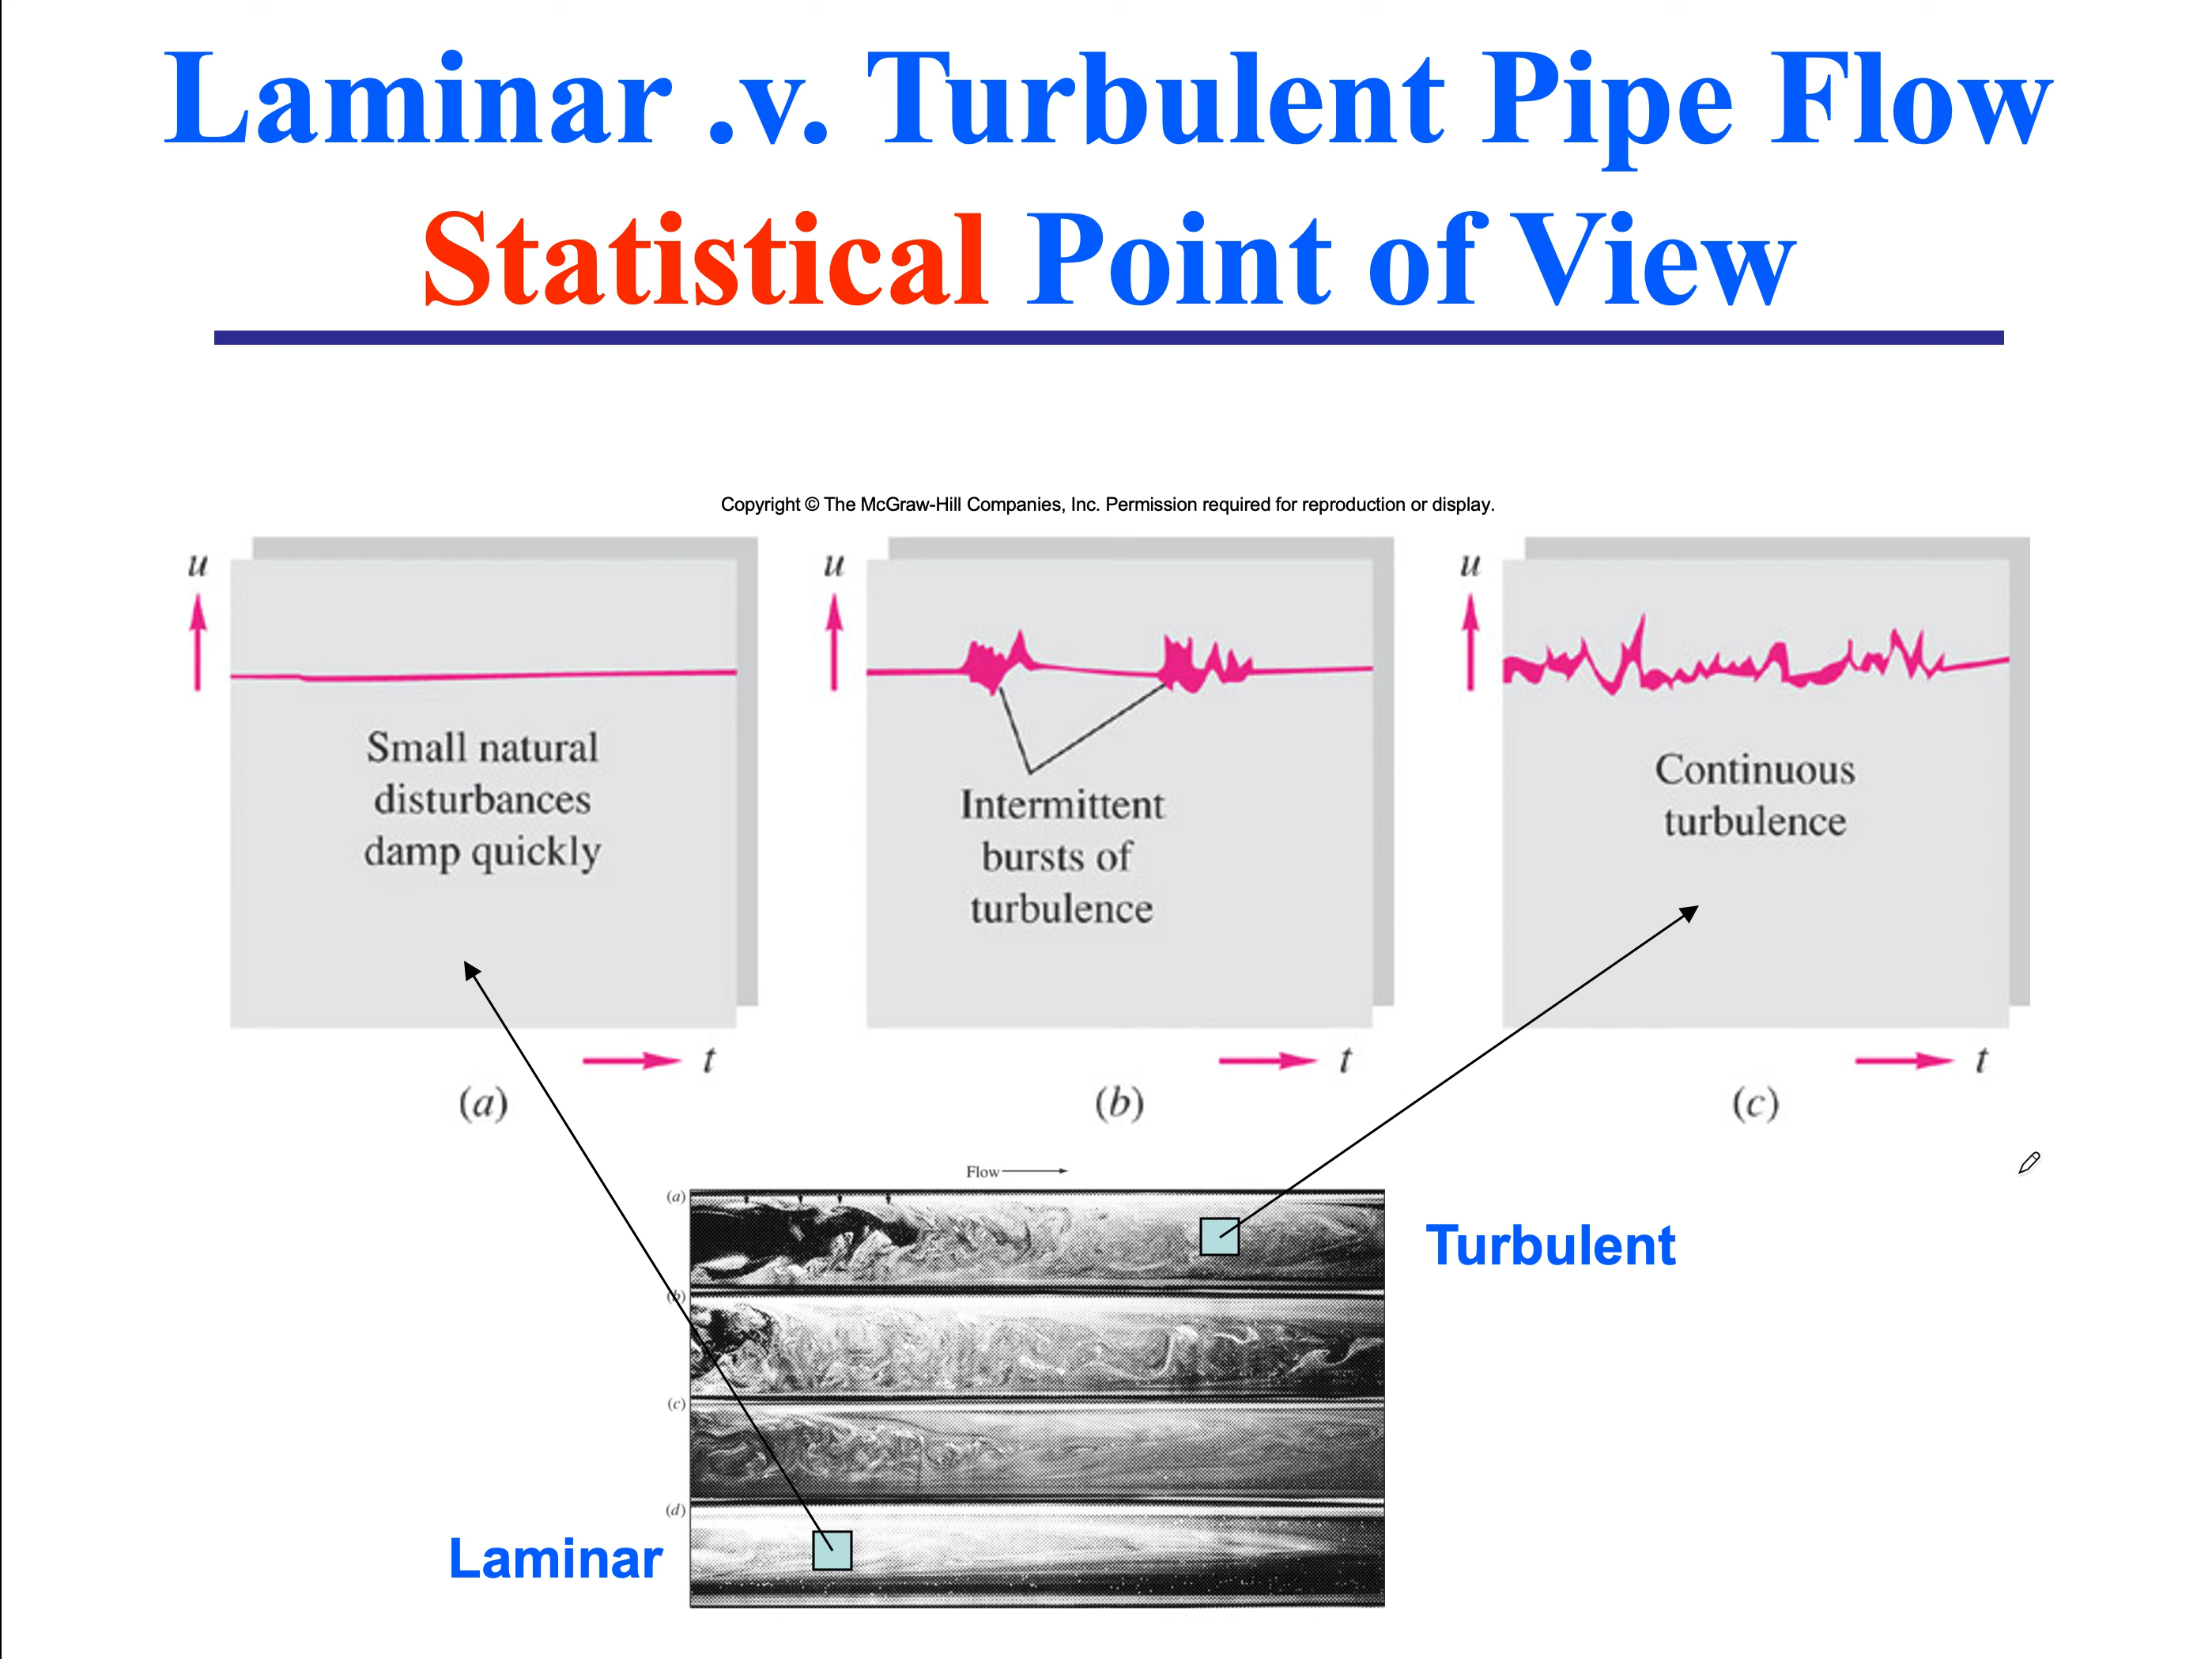 Laminar .v. Turbulent Pipe Flow
Statistical Point of View
Copyright © The McGraw-Hill Companies, Inc. Permission required for reproduction or display.
u
Small natural
disturbances
damp quickly
t
(a)
u
Intermittent
bursts of
turbulence
t
(b)
u
Continuous
turbulence
t
(c)
Flow
(a)
Turbulent
(b)
(c)
(d)
Laminar